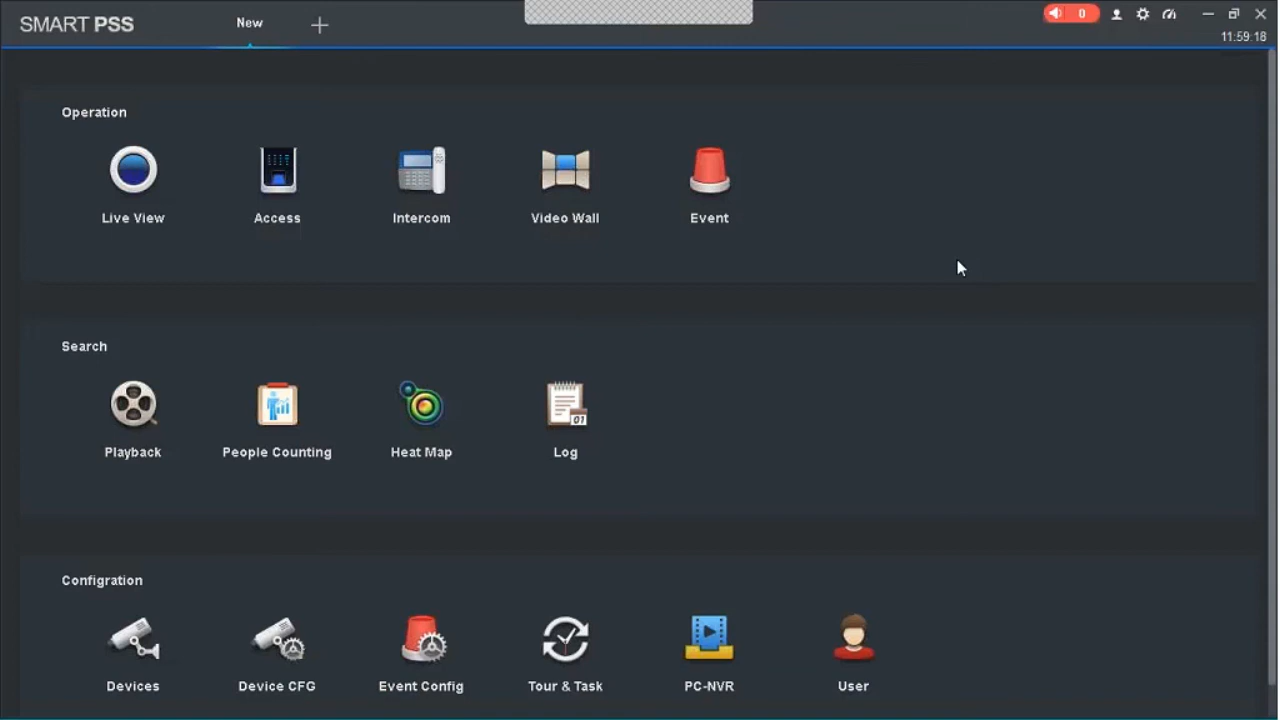 SMART PSS
New
0
11:59:18
Operation
Live View
Access
Intercom
Video Wall
Event
Search
Playback
People Counting
Heat Map
01
Log
Configration
Devices
Device CFG
Event Config
Tour & Task
PC-NVR
User